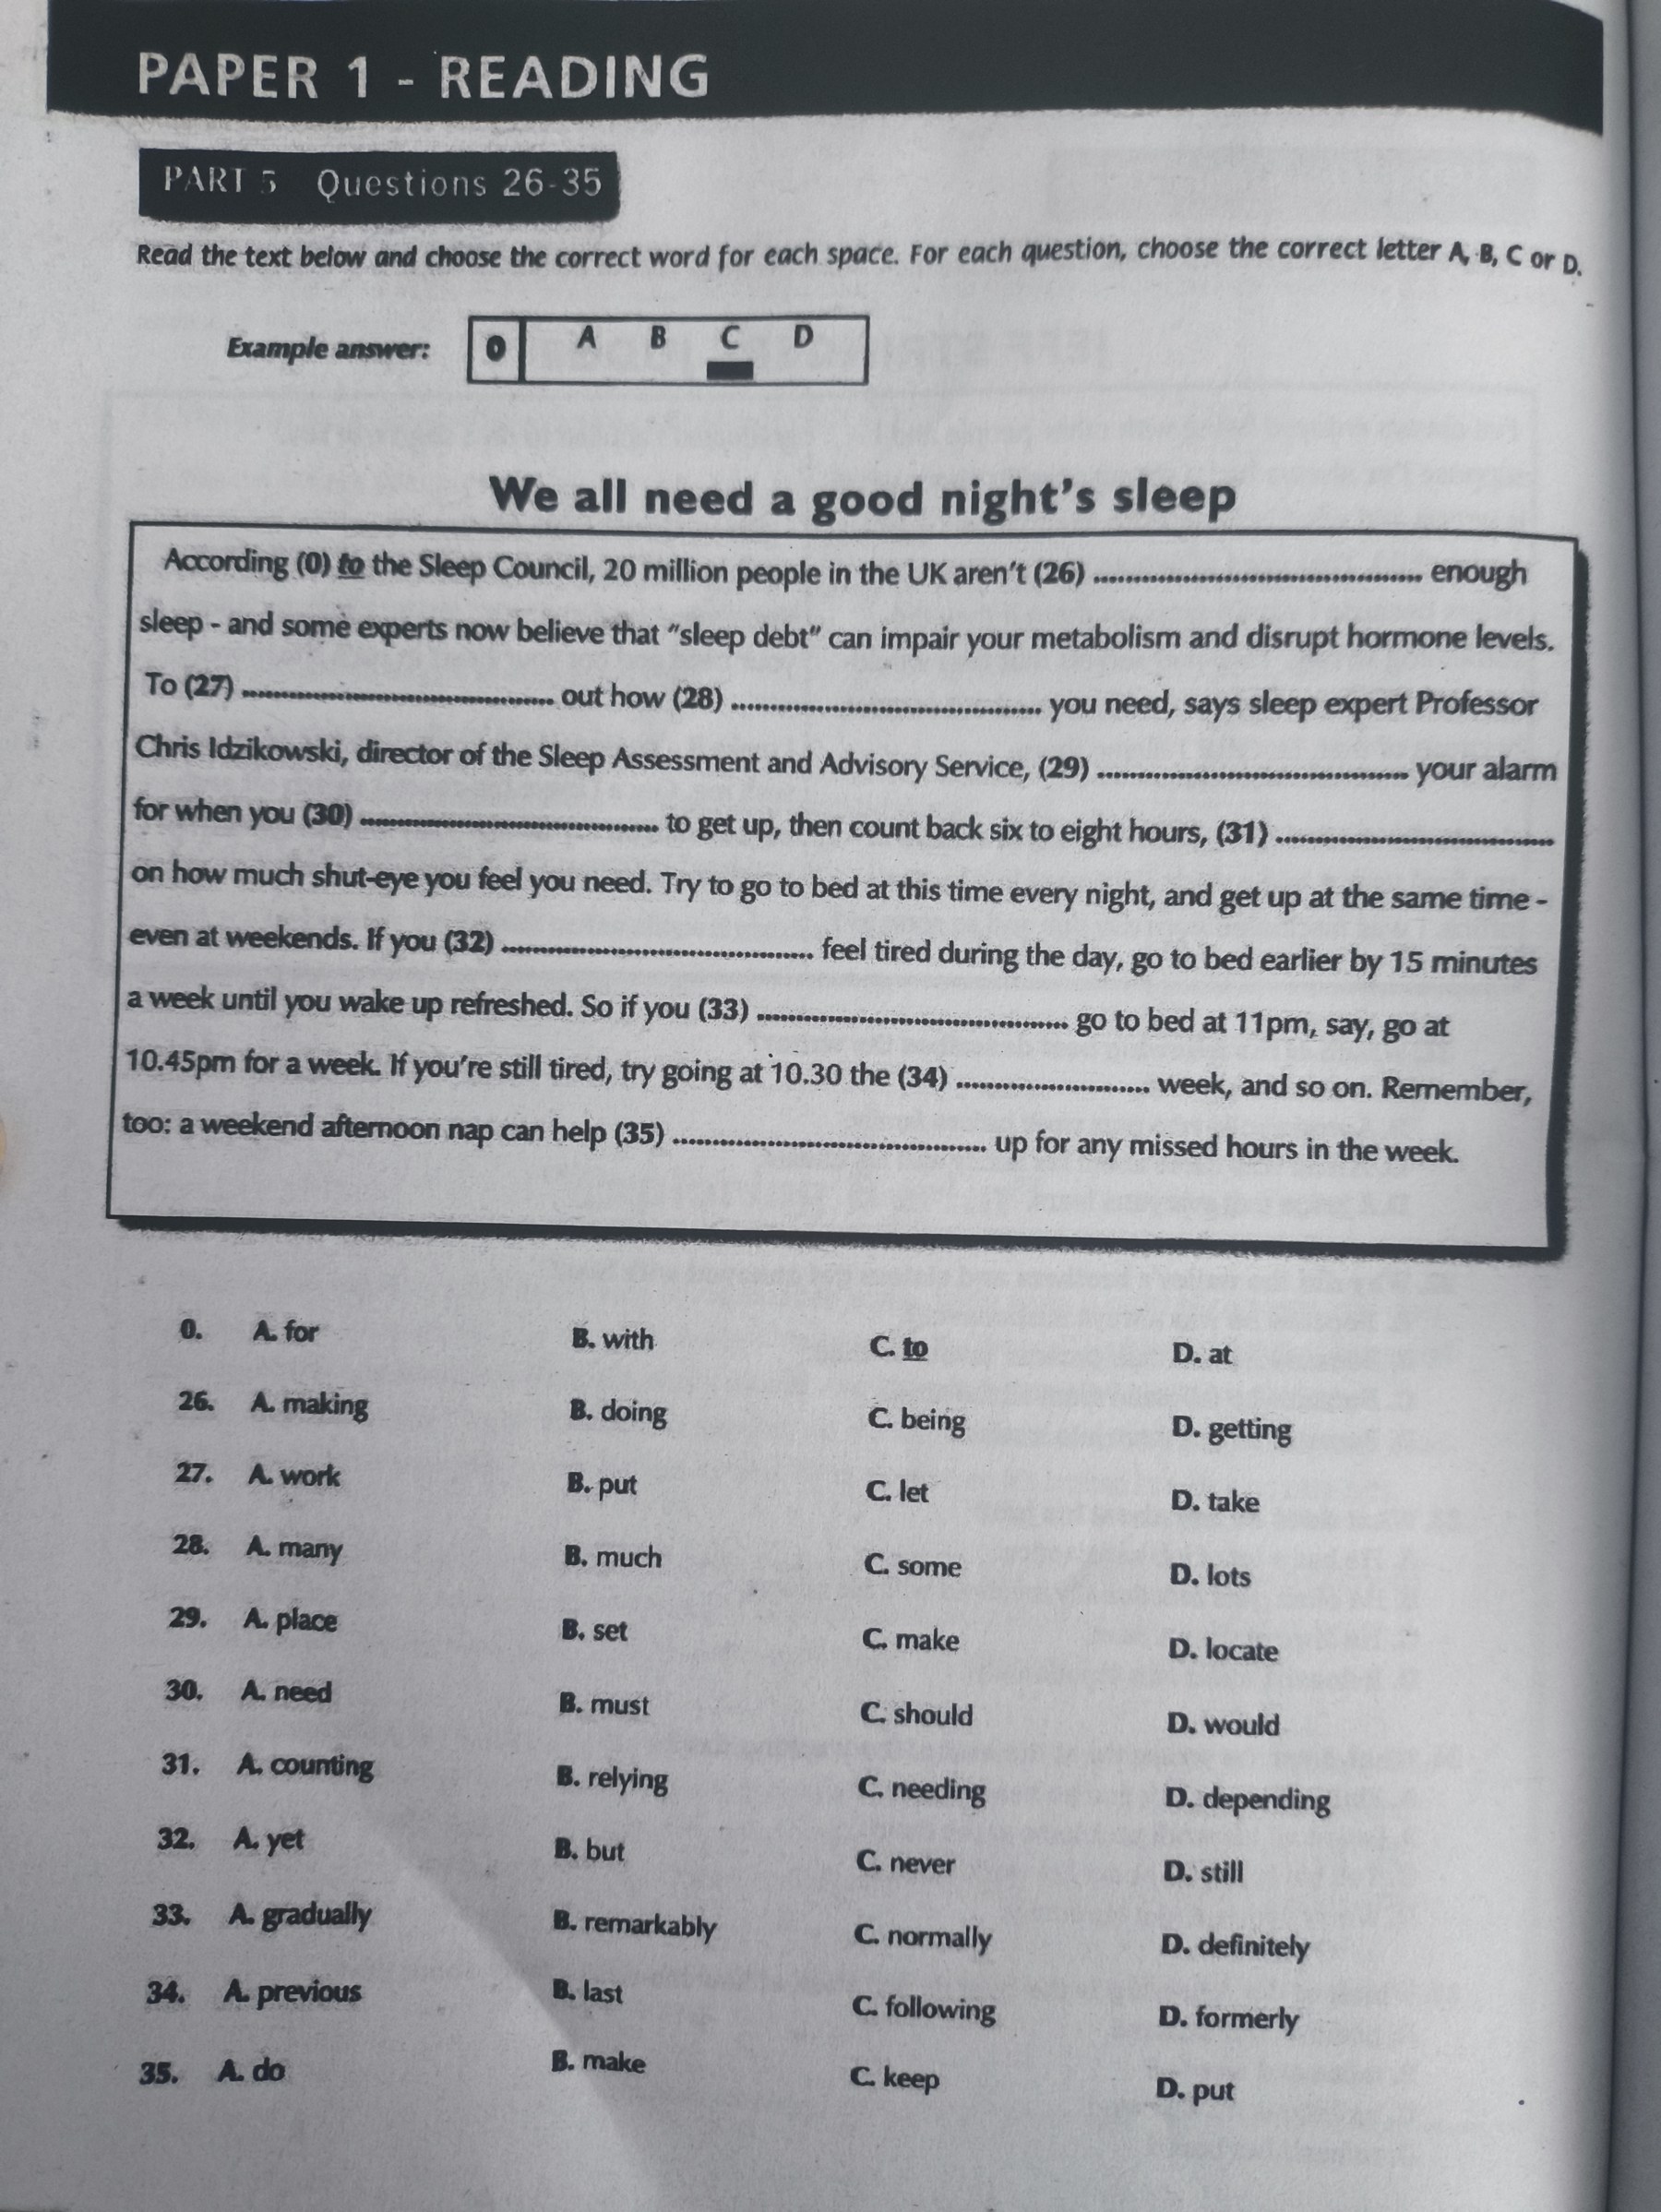 PAPER 1 - READING
PART 5 Questions 26-35
Read the text below and choose the correct word for each space. For each question, choose the correct letter A, B, C or D.
Example answer: 0 A B C D
We all need a good night's sleep
According (0) to the Sleep Council, 20 million people in the UK aren't (26) ........................................ enough
sleep - and some experts now believe that "sleep debt" can impair your metabolism and disrupt hormone levels.
To (27) ...................................... out how (28) ...................................... you need, says sleep expert Professor
Chris Idzikowski, director of the Sleep Assessment and Advisory Service, (29) ...................................... your alarm
for when you (30) ...................................... to get up, then count back six to eight hours, (31) ..................................
on how much shut-eye you feel you need. Try to go to bed at this time every night, and get up at the same time -
even at weekends. If you (32) ...................................... feel tired during the day, go to bed earlier by 15 minutes
a week until you wake up refreshed. So if you (33) ...................................... go to bed at 11pm, say, go at
10.45pm for a week. If you're still tired, try going at 10.30 the (34) ........................ week, and so on. Remember,
too: a weekend afternoon nap can help (35) ...................................... up for any missed hours in the week.
0. A. for B. with C. to D. at
26. A. making B. doing C. being D. getting
27. A. work B. put C. let D. take
28. A. many B. much C. some D. lots
29. A. place B. set C. make D. locate
30. A. need B. must C. should D. would
31. A. counting B. relying C. needing D. depending
32. A. yet B. but C. never D. still
33. A. gradually B. remarkably C. normally D. definitely
34. A. previous B. last C. following D. formerly
35. A. do B. make C. keep D. put